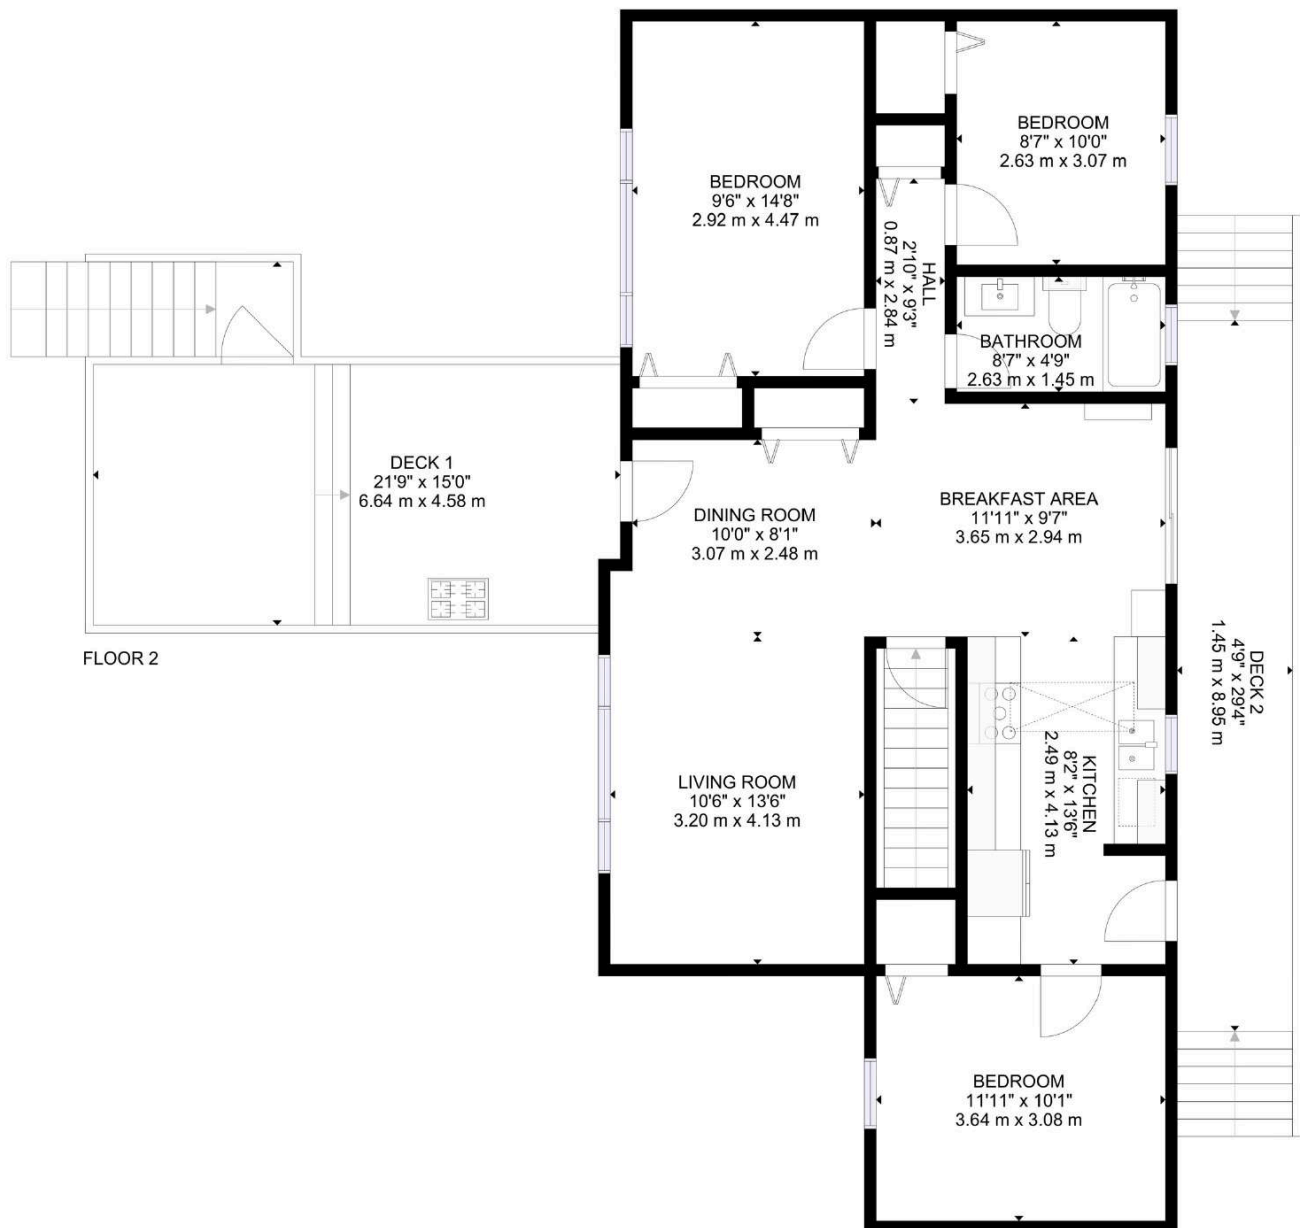 BEDROOM
8'7" x 10'0"
2.63 m x 3.07 m
BEDROOM
9'6" x 14'8"
2.92 m x 4.47 m
HALL
2'10" x 9'3"
0.87 m x 2.84 m
BATHROOM
8'7" x 4'9"
2.63 m x 1.45 m
DECK 1
21'9" x 15'0"
6.64 m x 4.58 m
DINING ROOM
10'0" x 8'1"
3.07 m x 2.48 m
BREAKFAST AREA
11'11" x 9'7"
3.65 m x 2.94 m
FLOOR 2
DECK 2
4'9" x 29'4"
1.45 m x 8.95 m
LIVING ROOM
10'6" x 13'6"
3.20 m x 4.13 m
KITCHEN
8'2" x 13'6"
2.49 m x 4.13 m
BEDROOM
11'11" x 10'1"
3.64 m x 3.08 m